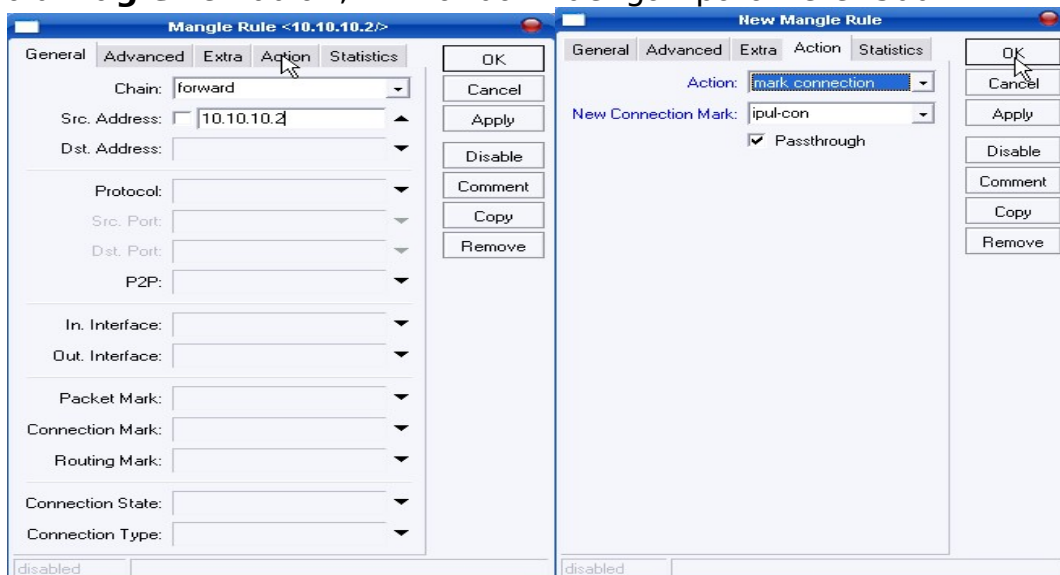 Mangle Rule <10.10.10.2/>
General Advanced Extra Action Statistics
Chain: forward
Src. Address: 10.10.10.2
Dst. Address:
Protocol:
Src. Port:
Dst. Port:
P2P:
In. Interface:
Out. Interface:
Packet Mark:
Connection Mark:
Routing Mark:
Connection State:
Connection Type:
OK
Cancel
Apply
Disable
Comment
Copy
Remove
disabled
New Mangle Rule
General Advanced Extra Action Statistics
Action: mark connection
New Connection Mark: ipul-con
Passthrough
OK
Cancel
Apply
Disable
Comment
Copy
Remove
disabled